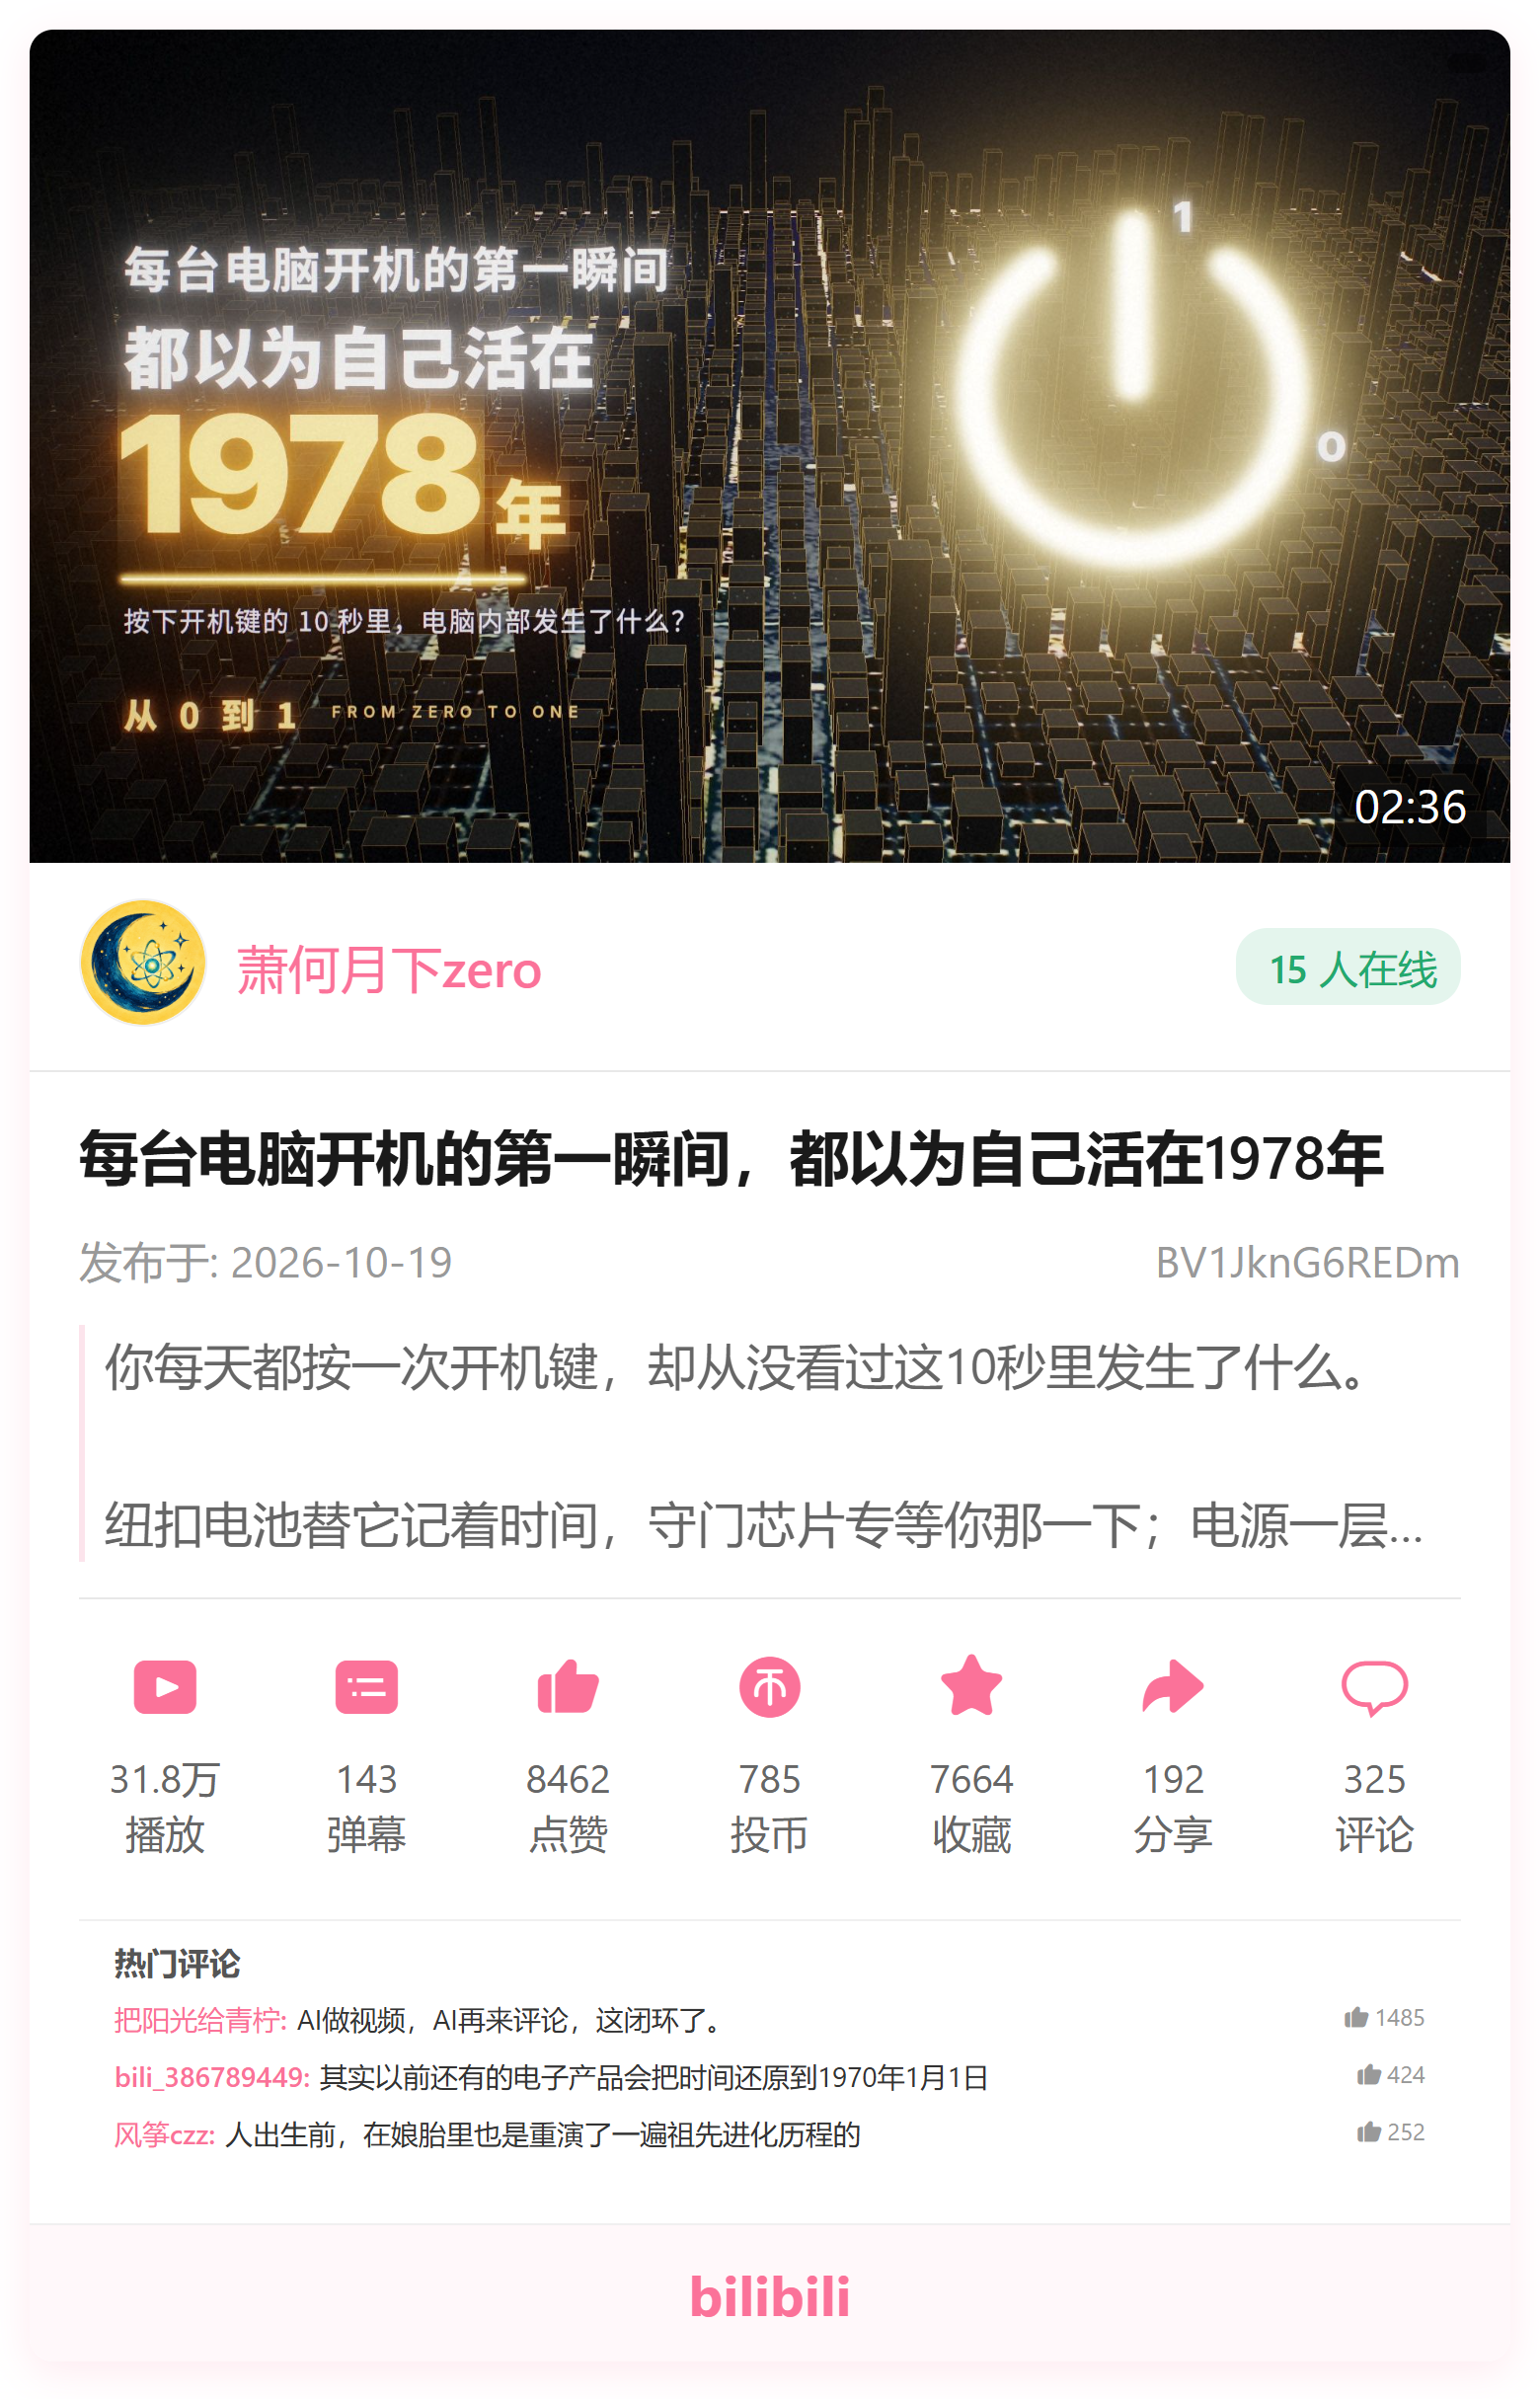 每台电脑开机的第一瞬间
都以为自己活在
1978年
按下开机键的 10 秒里，电脑内部发生了什么？
从 0 到 1 FROM ZERO TO ONE
1
0
02:36
萧何月下zero
15 人在线
每台电脑开机的第一瞬间，都以为自己活在1978年
发布于: 2026-10-19
BV1JknG6REDm
你每天都按一次开机键，却从没看过这10秒里发生了什么。
纽扣电池替它记着时间，守门芯片专等你那一下；电源一层...
31.8万 143 8462 785 7664 192 325
播放 弹幕 点赞 投币 收藏 分享 评论
热门评论
把阳光给青柠: AI做视频，AI再来评论，这闭环了。 1485
bili_386789449: 其实以前还有的电子产品会把时间还原到1970年1月1日 424
风筝czz: 人出生前，在娘胎里也是重演了一遍祖先进化历程的 252
bilibili